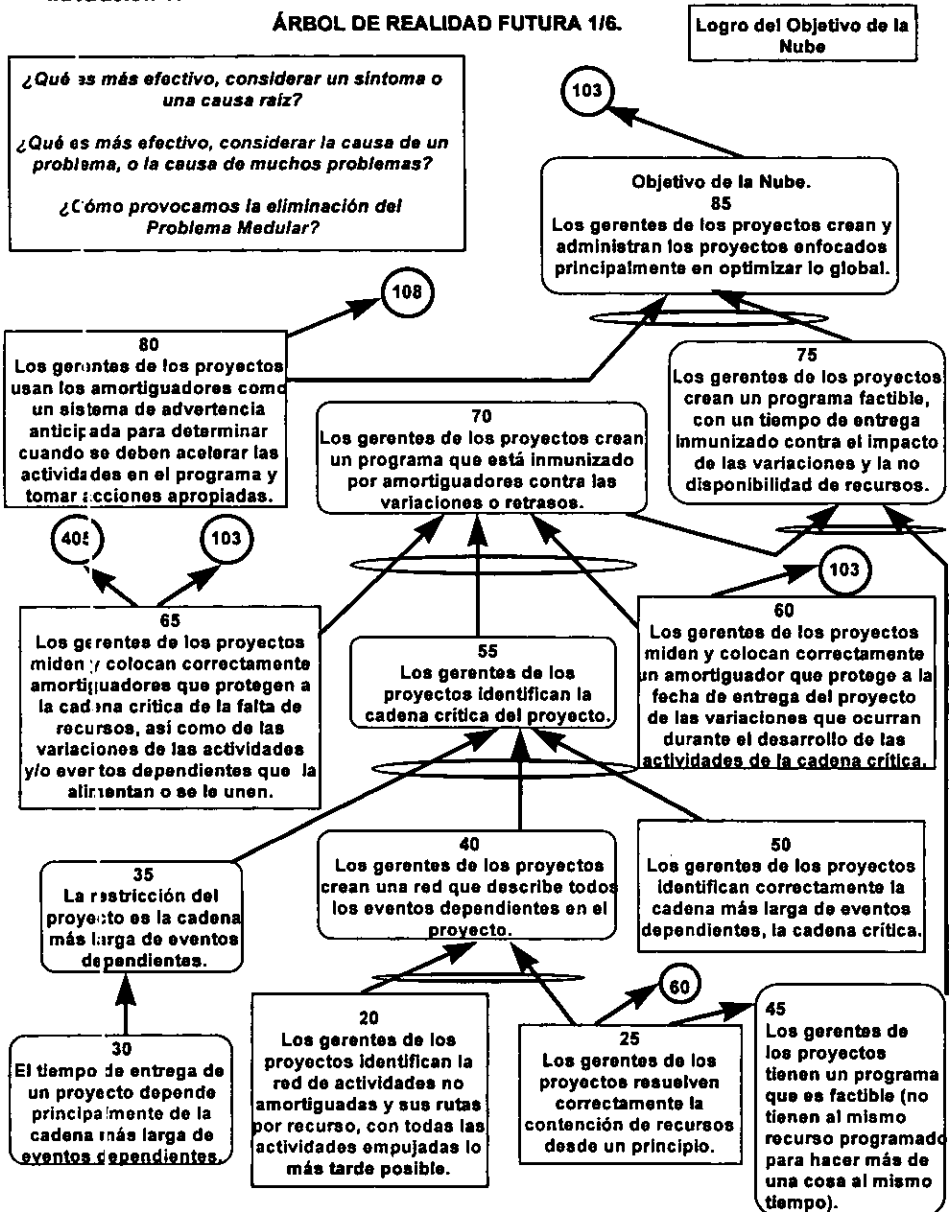 ÁRBOL DE REALIDAD FUTURA 1/6.
Logro del Objetivo de la
Nube
¿Qué es más efectivo, considerar un síntoma o
una causa raíz?
¿Qué es más efectivo, considerar la causa de un
problema, o la causa de muchos problemas?
¿Cómo provocamos la eliminación del
Problema Medular?
103
Objetivo de la Nube.
85
Los gerentes de los proyectos crean y
administran los proyectos enfocados
principalmente en optimizar lo global.
108
80
Los gerentes de los proyectos
usan los amortiguadores como
un sistema de advertencia
anticipada para determinar
cuando se deben acelerar las
actividades en el programa y
tomar acciones apropiadas.
70
Los gerentes de los proyectos crean
un programa que está inmunizado
por amortiguadores contra las
variaciones o retrasos.
75
Los gerentes de los proyectos
crean un programa factible,
con un tiempo de entrega
inmunizado contra el impacto
de las variaciones y la no
disponibilidad de recursos.
405
103
103
65
Los gerentes de los proyectos
miden y colocan correctamente
amortiguadores que protegen a
la cadena crítica de la falta de
recursos, así como de las
variaciones de las actividades
y/o eventos dependientes que la
alimentan o se le unen.
55
Los gerentes de los
proyectos identifican la
cadena crítica del proyecto.
60
Los gerentes de los proyectos
miden y colocan correctamente
un amortiguador que protege a la
fecha de entrega del proyecto
de las variaciones que ocurran
durante el desarrollo de las
actividades de la cadena crítica.
35
La restricción del
proyecto es la cadena
más larga de eventos
dependientes.
40
Los gerentes de los proyectos
crean una red que describe todos
los eventos dependientes en el
proyecto.
50
Los gerentes de los proyectos
identifican correctamente la
cadena más larga de eventos
dependientes, la cadena crítica.
30
El tiempo de entrega de
un proyecto depende
principalmente de la
cadena más larga de
eventos dependientes.
20
Los gerentes de los
proyectos identifican la
red de actividades no
amortiguadas y sus rutas
por recurso, con todas las
actividades empujadas lo
más tarde posible.
60
25
Los gerentes de los
proyectos resuelven
correctamente la
contención de recursos
desde un principio.
45
Los gerentes de
los proyectos
tienen un programa
que es factible (no
tienen al mismo
recurso programado
para hacer más de
una cosa al mismo
tiempo).